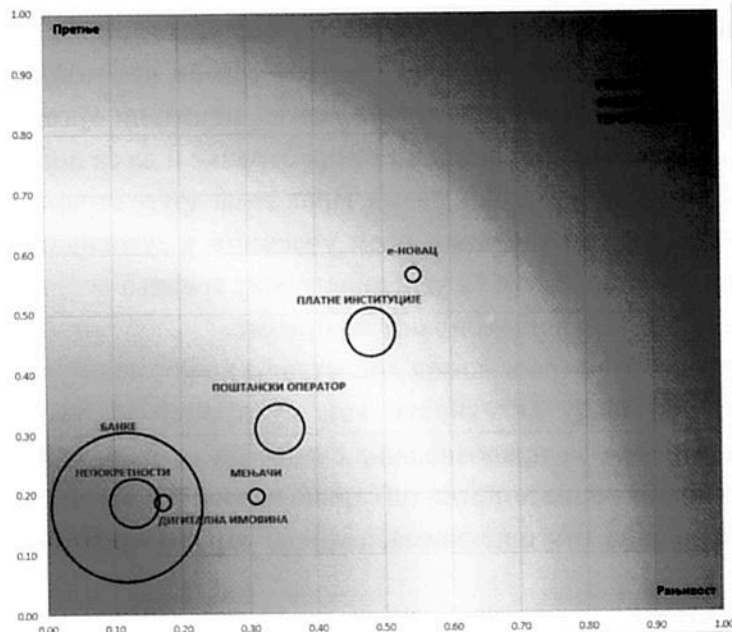 1.00
Претње
0.90
0.80
0.70
0.60
0.50
0.40
0.30
0.20
0.10
0.00
е-НОВАЦ
ПЛАТНЕ ИНСТИТУЦИЈЕ
ПОШТАНСКИ ОПЕРАТОР
БАНКЕ
НЕПОКРЕТНОСТИ
МЕЊАЧИ
ДИГИТАЛНА ИМОВИНА
Рањивост
0.00 0.10 0.20 0.30 0.40 0.50 0.60 0.70 0.80 0.90 1.00